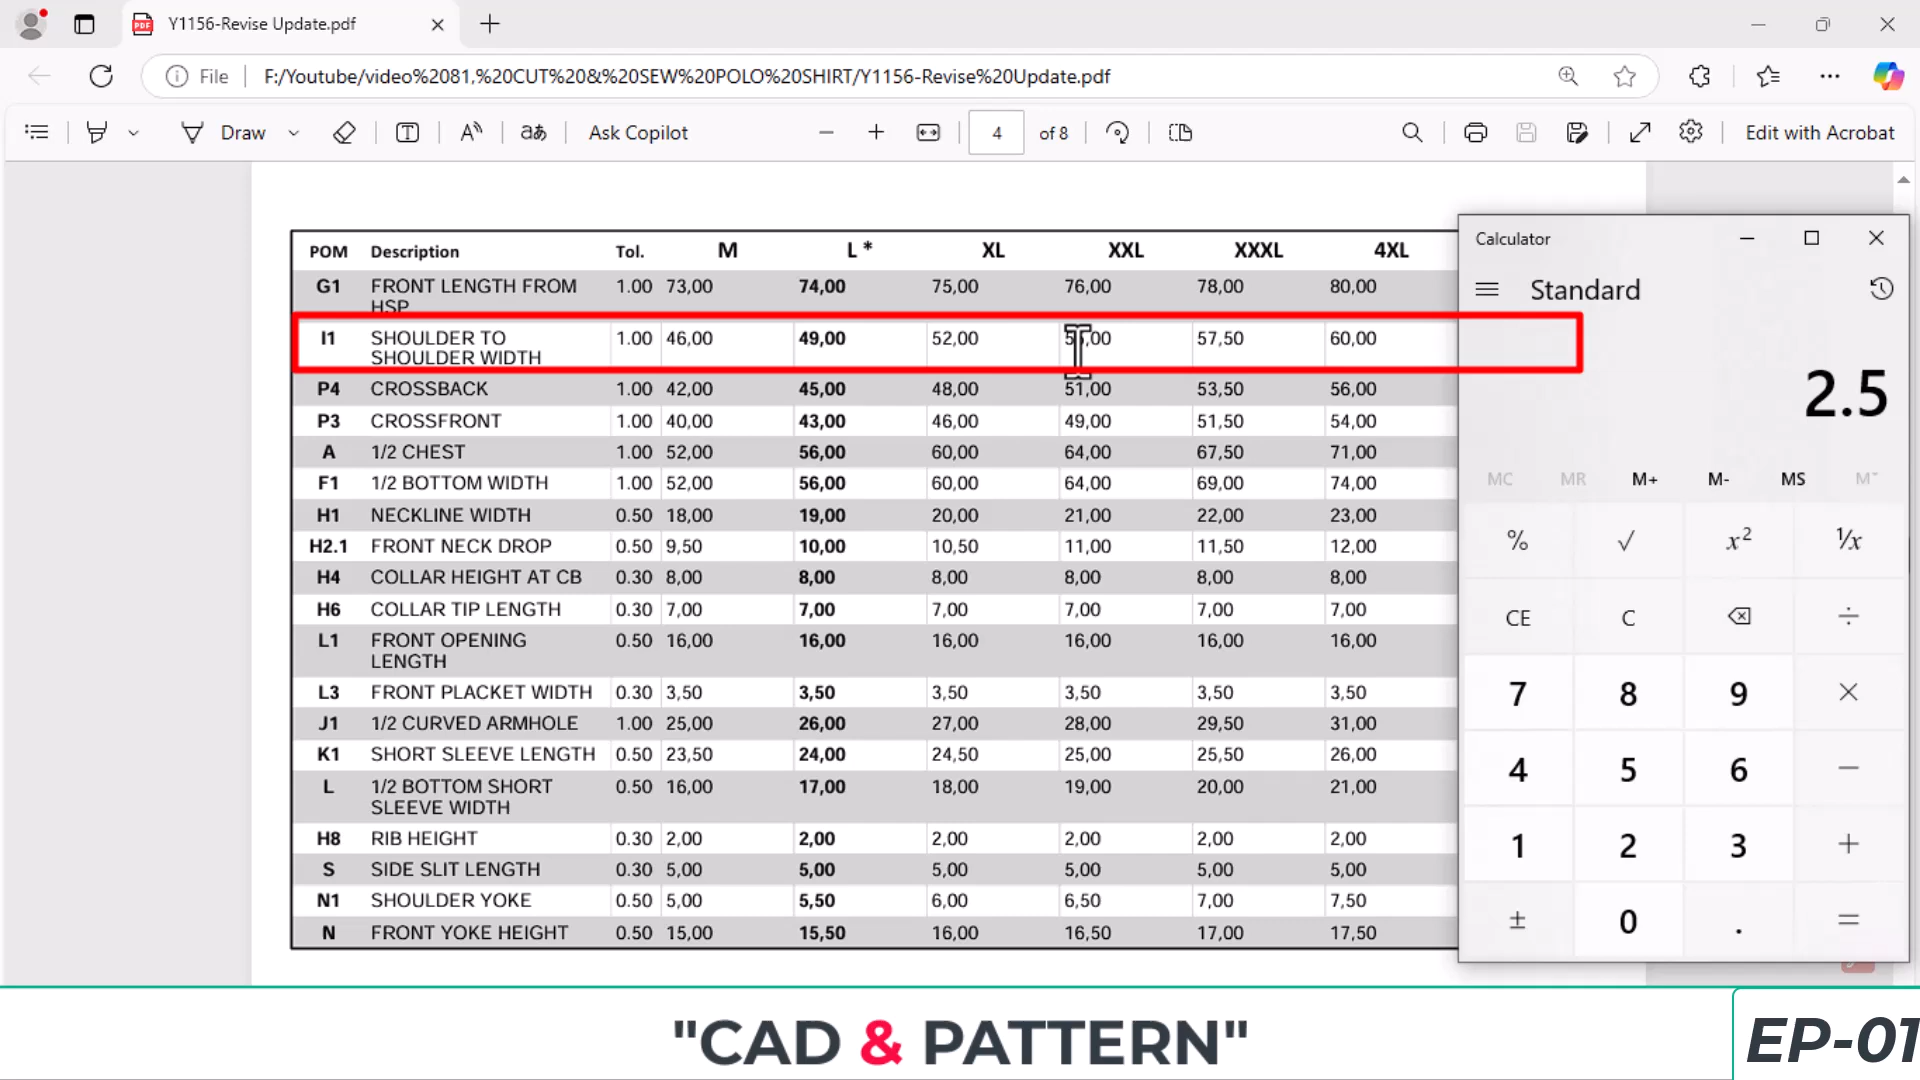 Y1156-Revise Update.pdf
File F:/Youtube/video%2081,%20CUT%20&%20SEW%20POLO%20SHIRT/Y1156-Revise%20Update.pdf
Draw Ask Copilot 4 of 8 Edit with Acrobat
POM Description Tol. M L * XL XXL XXXL 4XL
G1 FRONT LENGTH FROM 1.00 73,00 74,00 75,00 76,00 78,00 80,00
HSP
I1 SHOULDER TO 1.00 46,00 49,00 52,00 57,50 60,00
SHOULDER WIDTH
P4 CROSSBACK 1.00 42,00 45,00 48,00 51,00 53,50 56,00
P3 CROSSFRONT 1.00 40,00 43,00 46,00 49,00 51,50 54,00
A 1/2 CHEST 1.00 52,00 56,00 60,00 64,00 67,50 71,00
F1 1/2 BOTTOM WIDTH 1.00 52,00 56,00 60,00 64,00 69,00 74,00
H1 NECKLINE WIDTH 0.50 18,00 19,00 20,00 21,00 22,00 23,00
H2.1 FRONT NECK DROP 0.50 9,50 10,00 10,50 11,00 11,50 12,00
H4 COLLAR HEIGHT AT CB 0.30 8,00 8,00 8,00 8,00 8,00 8,00
H6 COLLAR TIP LENGTH 0.30 7,00 7,00 7,00 7,00 7,00 7,00
L1 FRONT OPENING 0.50 16,00 16,00 16,00 16,00 16,00 16,00
LENGTH
L3 FRONT PLACKET WIDTH 0.30 3,50 3,50 3,50 3,50 3,50 3,50
J1 1/2 CURVED ARMHOLE 1.00 25,00 26,00 27,00 28,00 29,50 31,00
K1 SHORT SLEEVE LENGTH 0.50 23,50 24,00 24,50 25,00 25,50 26,00
L 1/2 BOTTOM SHORT 0.50 16,00 17,00 18,00 19,00 20,00 21,00
SLEEVE WIDTH
H8 RIB HEIGHT 0.30 2,00 2,00 2,00 2,00 2,00 2,00
S SIDE SLIT LENGTH 0.30 5,00 5,00 5,00 5,00 5,00 5,00
N1 SHOULDER YOKE 0.50 5,00 5,50 6,00 6,50 7,00 7,50
N FRONT YOKE HEIGHT 0.50 15,00 15,50 16,00 16,50 17,00 17,50
Calculator
Standard
2.5
MC MR M+ M- MS M˅
% √ x² ⅟x
CE C ÷
7 8 9 ×
4 5 6 −
1 2 3 +
± 0 . =
"CAD & PATTERN"
EP-01